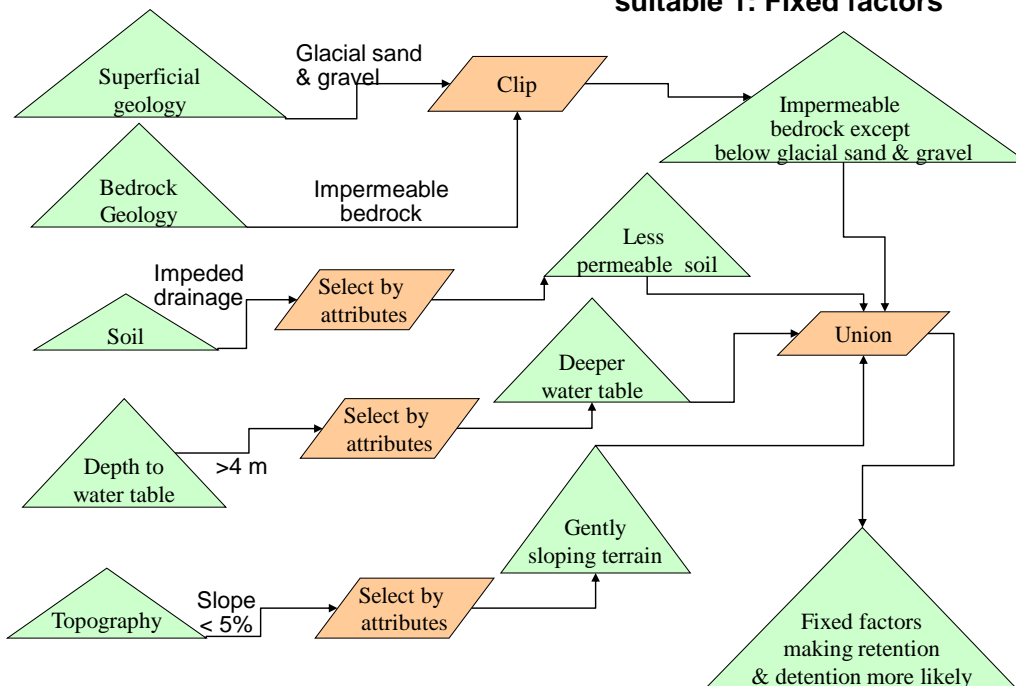 suitable 1: Fixed factors
Superficial
geology
Glacial sand
& gravel
Clip
Impermeable
bedrock except
below glacial sand & gravel
Bedrock
Geology
Impermeable
bedrock
Less
permeable soil
Impeded
drainage
Select by
attributes
Soil
Union
Deeper
water table
Select by
attributes
Depth to
water table
>4 m
Gently
sloping terrain
Topography
Slope
< 5%
Select by
attributes
Fixed factors
making retention
& detention more likely